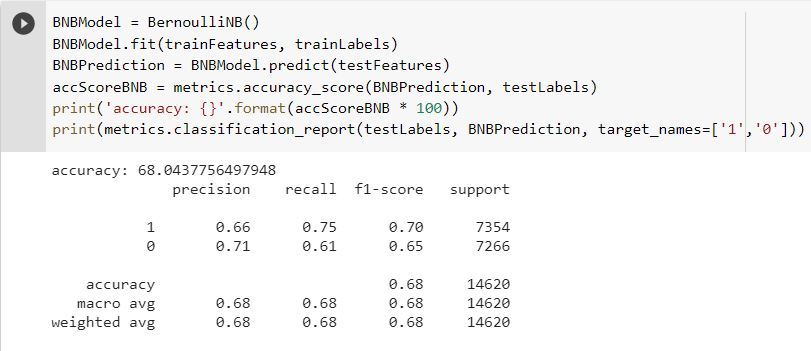 BNBModel = BernoulliNB()
BNBModel.fit(trainFeatures, trainLabels)
BNBPrediction = BNBModel.predict(testFeatures)
accScoreBNB = metrics.accuracy_score(BNBPrediction, testLabels)
print('accuracy: {}'.format(accScoreBNB * 100))
print(metrics.classification_report(testLabels, BNBPrediction, target_names=['1','0']))
accuracy: 68.0437756497948
precision recall f1-score support
1 0.66 0.75 0.70 7354
0 0.71 0.61 0.65 7266
accuracy 0.68 14620
macro avg 0.68 0.68 0.68 14620
weighted avg 0.68 0.68 0.68 14620